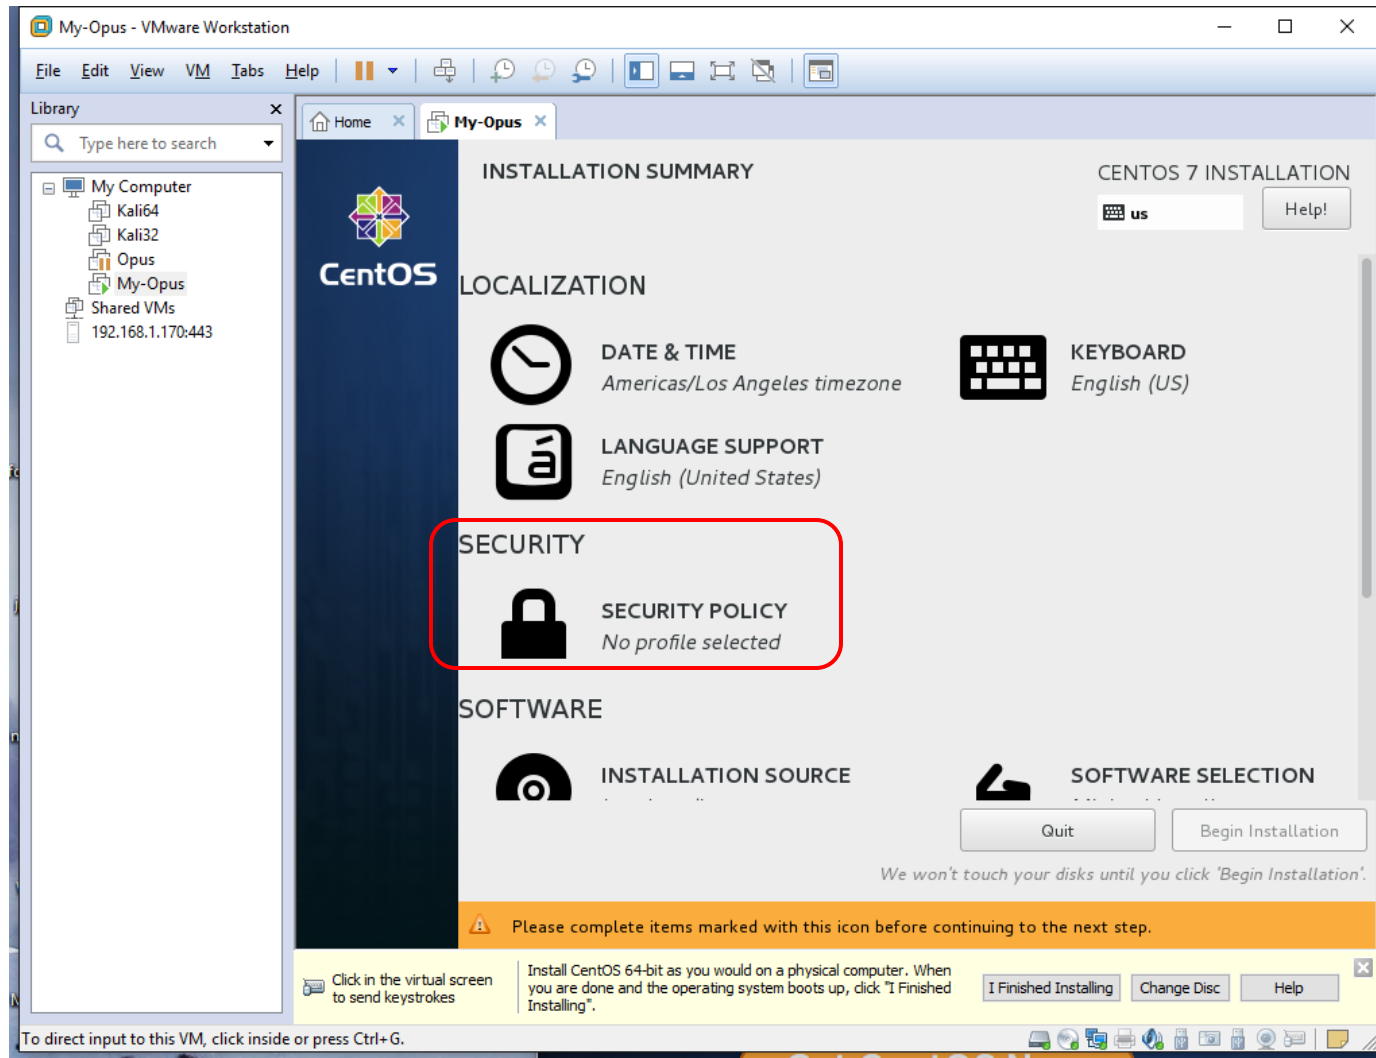 My-Opus - VMware Workstation
File Edit View VM Tabs Help
Library
Type here to search
My Computer
Kali64
Kali32
Opus
My-Opus
Shared VMs
192.168.1.170:443
Home My-Opus
CentOS
INSTALLATION SUMMARY
CENTOS 7 INSTALLATION
us
Help!
LOCALIZATION
DATE & TIME
Americas/Los Angeles timezone
KEYBOARD
English (US)
á
LANGUAGE SUPPORT
English (United States)
SECURITY
SECURITY POLICY
No profile selected
SOFTWARE
INSTALLATION SOURCE
SOFTWARE SELECTION
Quit
Begin Installation
We won't touch your disks until you click 'Begin Installation'.
Please complete items marked with this icon before continuing to the next step.
Click in the virtual screen
to send keystrokes
Install CentOS 64-bit as you would on a physical computer. When
you are done and the operating system boots up, click "I Finished
Installing".
I Finished Installing
Change Disc
Help
To direct input to this VM, click inside or press Ctrl+G.